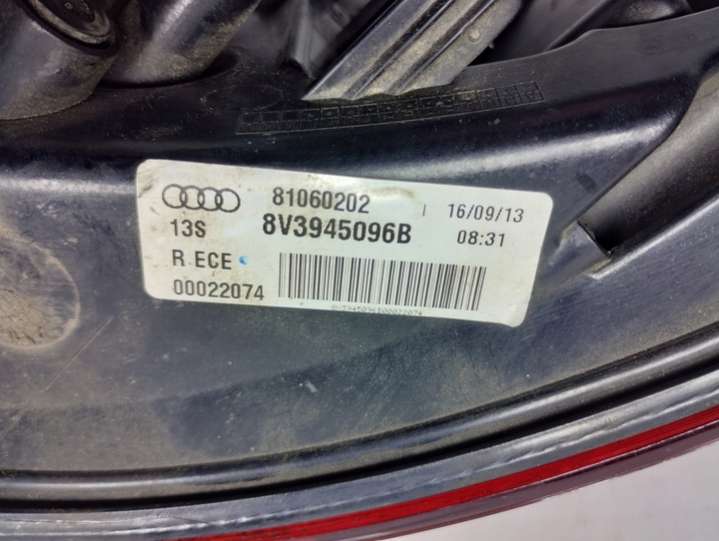 81060202 | 16/09/13
13S 8V3945096B 08:31
R ECE
00022074